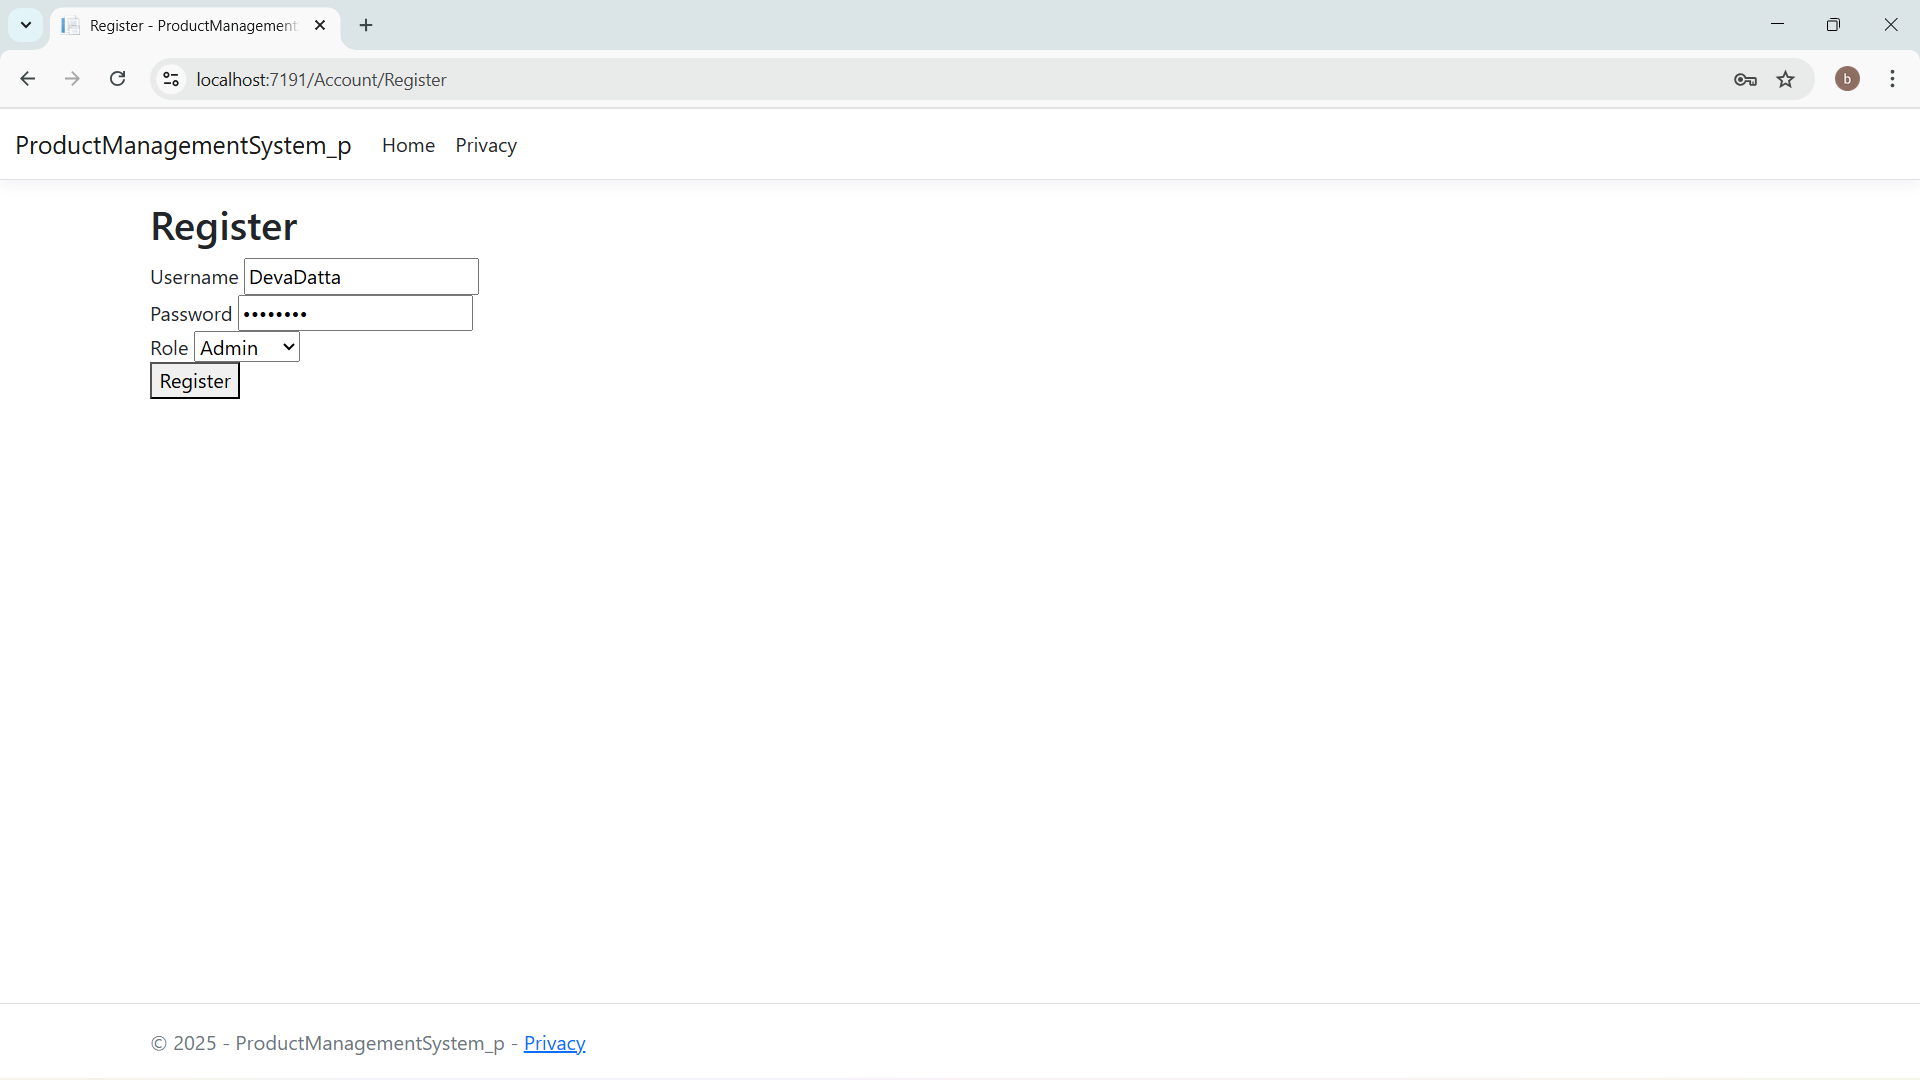 Register - ProductManagement
localhost:7191/Account/Register
b
ProductManagementSystem_p Home Privacy
Register
Username DevaDatta
Password ••••••••
Role Admin
Register
© 2025 - ProductManagementSystem_p - Privacy